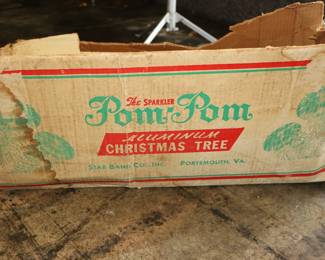 The SPARKLER
Pom-Pom
ALUMINUM
CHRISTMAS TREE
STAR BAND CO., INC. PORTSMOUTH, VA.